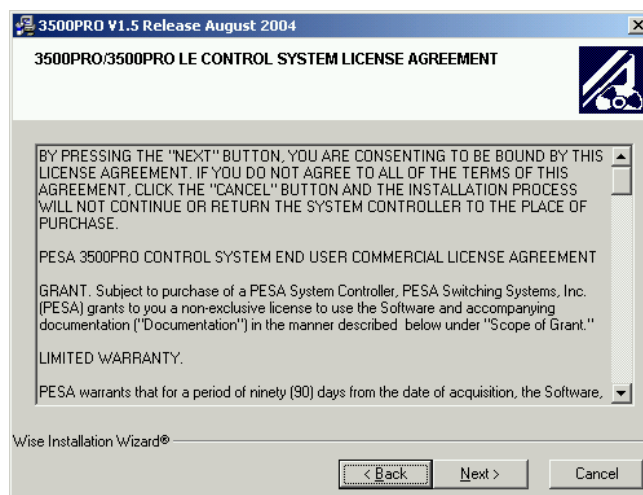 3500PRO V1.5 Release August 2004
3500PRO/3500PRO LE CONTROL SYSTEM LICENSE AGREEMENT
BY PRESSING THE "NEXT" BUTTON, YOU ARE CONSENTING TO BE BOUND BY THIS
LICENSE AGREEMENT. IF YOU DO NOT AGREE TO ALL OF THE TERMS OF THIS
AGREEMENT, CLICK THE "CANCEL" BUTTON AND THE INSTALLATION PROCESS
WILL NOT CONTINUE OR RETURN THE SYSTEM CONTROLLER TO THE PLACE OF
PURCHASE.
PESA 3500PRO CONTROL SYSTEM END USER COMMERCIAL LICENSE AGREEMENT
GRANT. Subject to purchase of a PESA System Controller, PESA Switching Systems, Inc.
(PESA) grants to you a non-exclusive license to use the Software and accompanying
documentation ("Documentation") in the manner described below under "Scope of Grant."
LIMITED WARRANTY.
PESA warrants that for a period of ninety (90) days from the date of acquisition, the Software,
Wise Installation Wizard®
< Back
Next >
Cancel